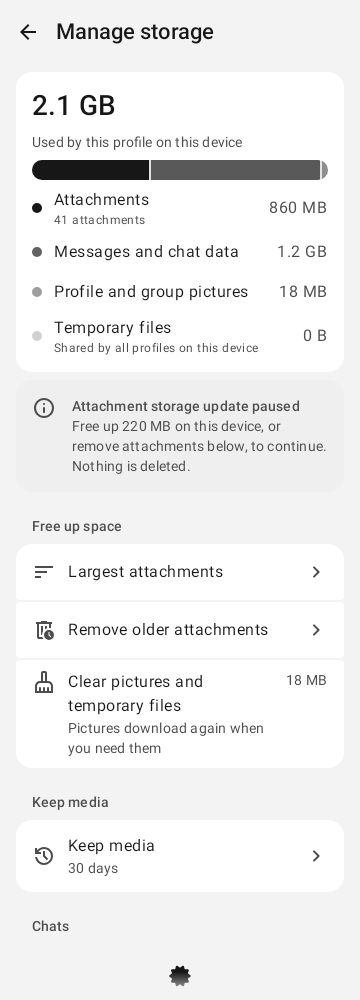 Manage storage
2.1 GB
Used by this profile on this device
Attachments
41 attachments
860 MB
Messages and chat data
1.2 GB
Profile and group pictures
18 MB
Temporary files
Shared by all profiles on this device
0 B
Attachment storage update paused
Free up 220 MB on this device, or
remove attachments below, to continue.
Nothing is deleted.
Free up space
Largest attachments
Remove older attachments
Clear pictures and
temporary files
18 MB
Pictures download again when
you need them
Keep media
Keep media
30 days
Chats